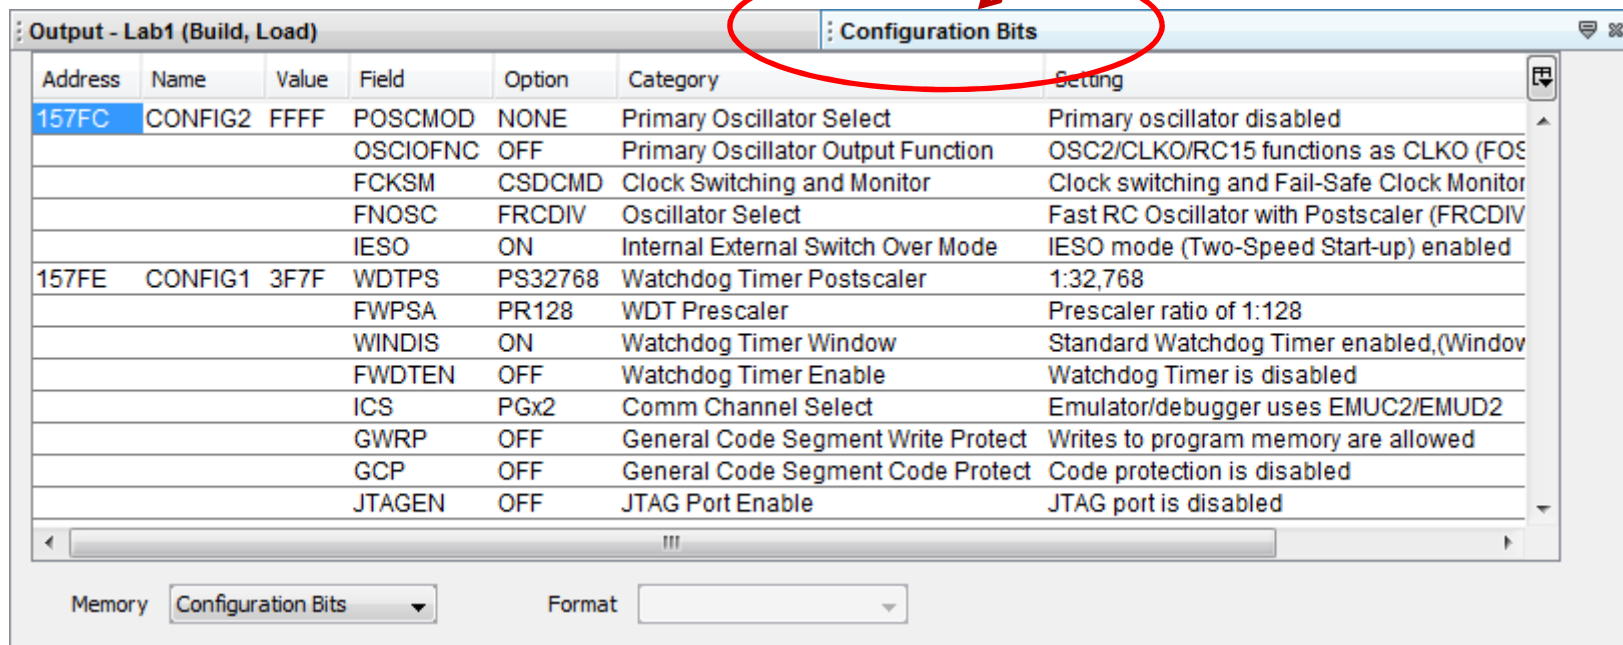 Output - Lab1 (Build, Load) Configuration Bits
Address Name Value Field Option Category Setting
157FC CONFIG2 FFFF POSCMOD NONE Primary Oscillator Select Primary oscillator disabled
OSCIOFNC OFF Primary Oscillator Output Function OSC2/CLKO/RC15 functions as CLKO (FOS
FCKSM CSDCMD Clock Switching and Monitor Clock switching and Fail-Safe Clock Monitor
FNOSC FRCDIV Oscillator Select Fast RC Oscillator with Postscaler (FRCDIV
IESO ON Internal External Switch Over Mode IESO mode (Two-Speed Start-up) enabled
157FE CONFIG1 3F7F WDTPS PS32768 Watchdog Timer Postscaler 1:32,768
FWPSA PR128 WDT Prescaler Prescaler ratio of 1:128
WINDIS ON Watchdog Timer Window Standard Watchdog Timer enabled,(Window
FWDTEN OFF Watchdog Timer Enable Watchdog Timer is disabled
ICS PGx2 Comm Channel Select Emulator/debugger uses EMUC2/EMUD2
GWRP OFF General Code Segment Write Protect Writes to program memory are allowed
GCP OFF General Code Segment Code Protect Code protection is disabled
JTAGEN OFF JTAG Port Enable JTAG port is disabled
Memory Configuration Bits Format